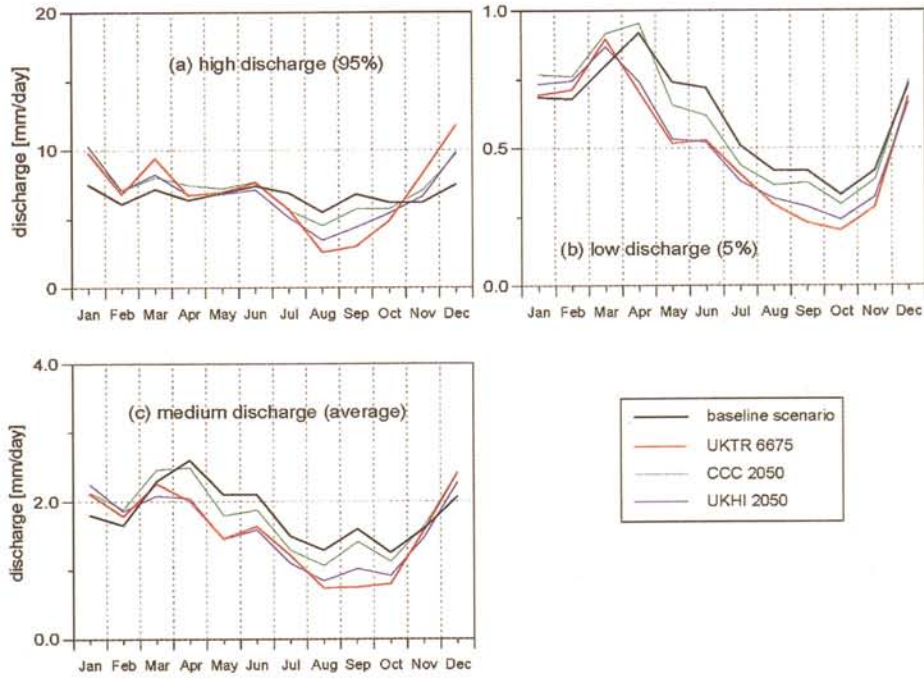 20
(a) high discharge (95%)
10
0
discharge [mm/day]
Jan Feb Mar Apr May Jun Jul Aug Sep Oct Nov Dec
1.0
0.5
(b) low discharge (5%)
0.0
Jan Feb Mar Apr May Jun Jul Aug Sep Oct Nov Dec
4.0
(c) medium discharge (average)
2.0
0.0
discharge [mm/day]
Jan Feb Mar Apr May Jun Jul Aug Sep Oct Nov Dec
baseline scenario
UKTR 6675
CCC 2050
UKHI 2050